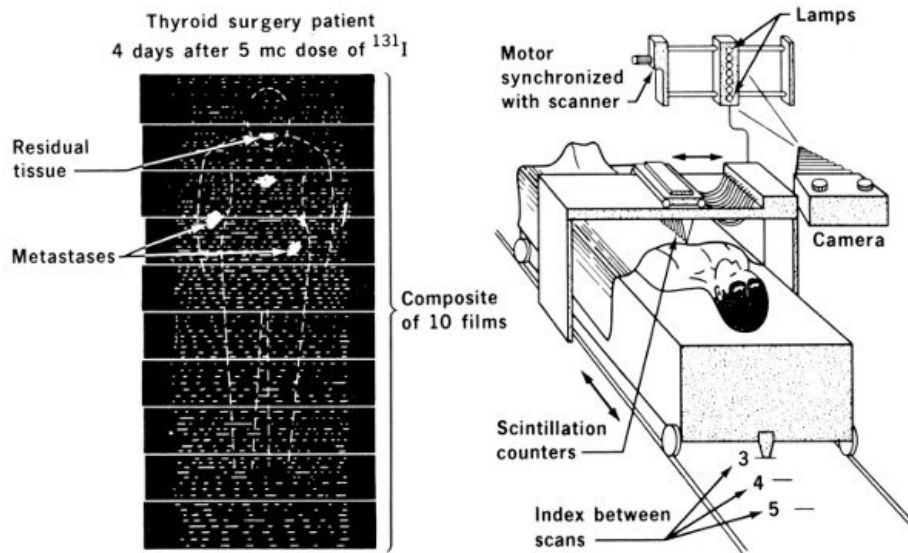 Thyroid surgery patient
4 days after 5 mc dose of ¹³¹I
Residual
tissue
Metastases
Composite
of 10 films
Lamps
Motor
synchronized
with scanner
Camera
Scintillation
counters
3
4
5
Index between
scans